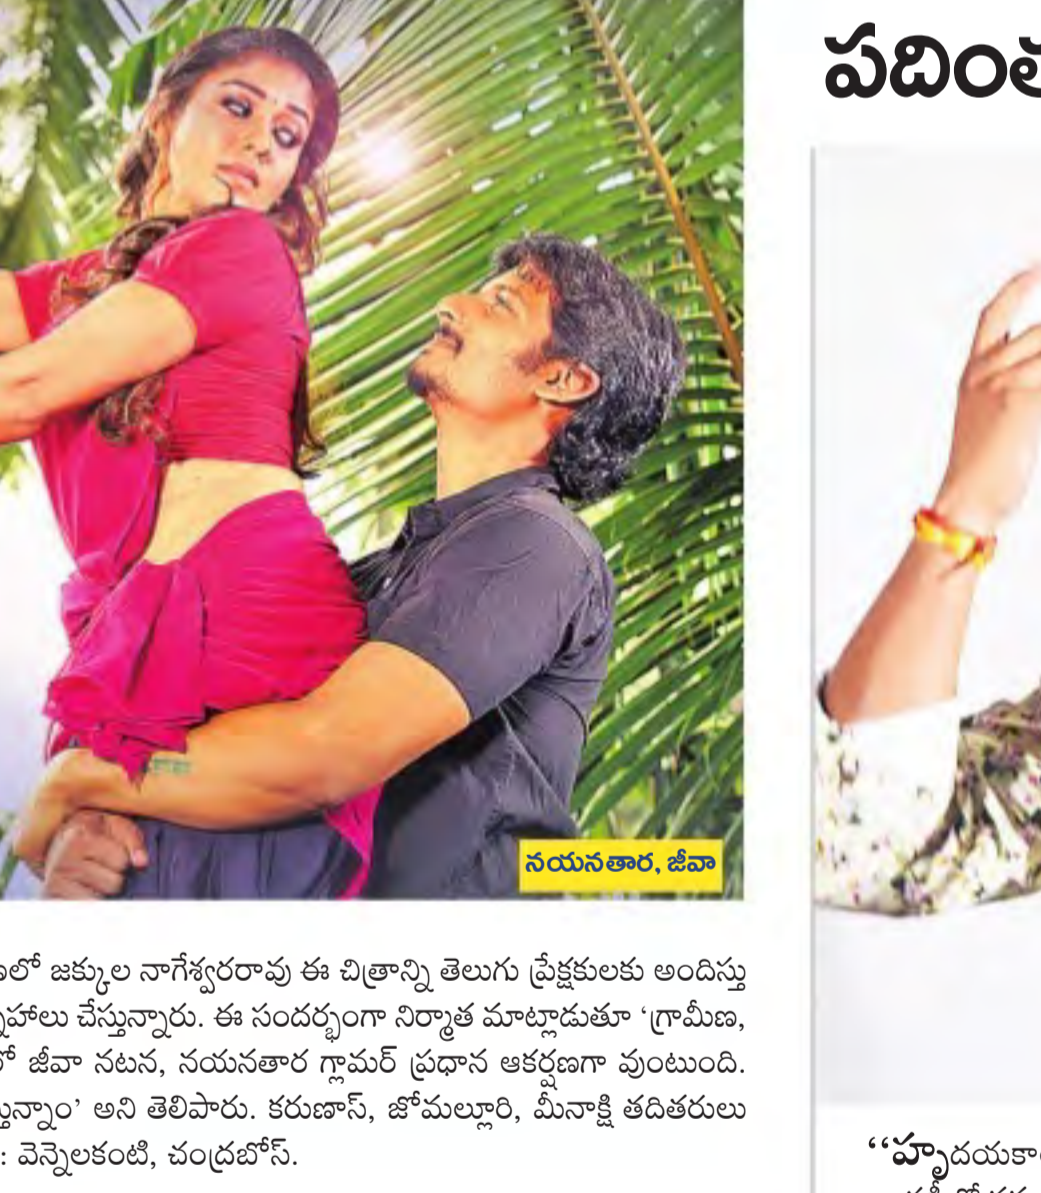 పదింత
నయనతార, జీవా
జక్కుల నాగేశ్వరరావు ఈ చిత్రాన్ని తెలుగు ప్రేక్షకులకు అందిస్తు
చేస్తున్నారు. ఈ సందర్భంగా నిర్మాత మాట్లాడుతూ ‘గ్రామీణ,
జీవా నటన, నయనతార గ్లామర్ ప్రధాన ఆకర్షణగా వుంటుంది.
అని తెలిపారు. కరుణాస్, జోమల్లూరి, మీనాక్షి తదితరులు
: వెన్నెలకంటి, చంద్రబోస్.